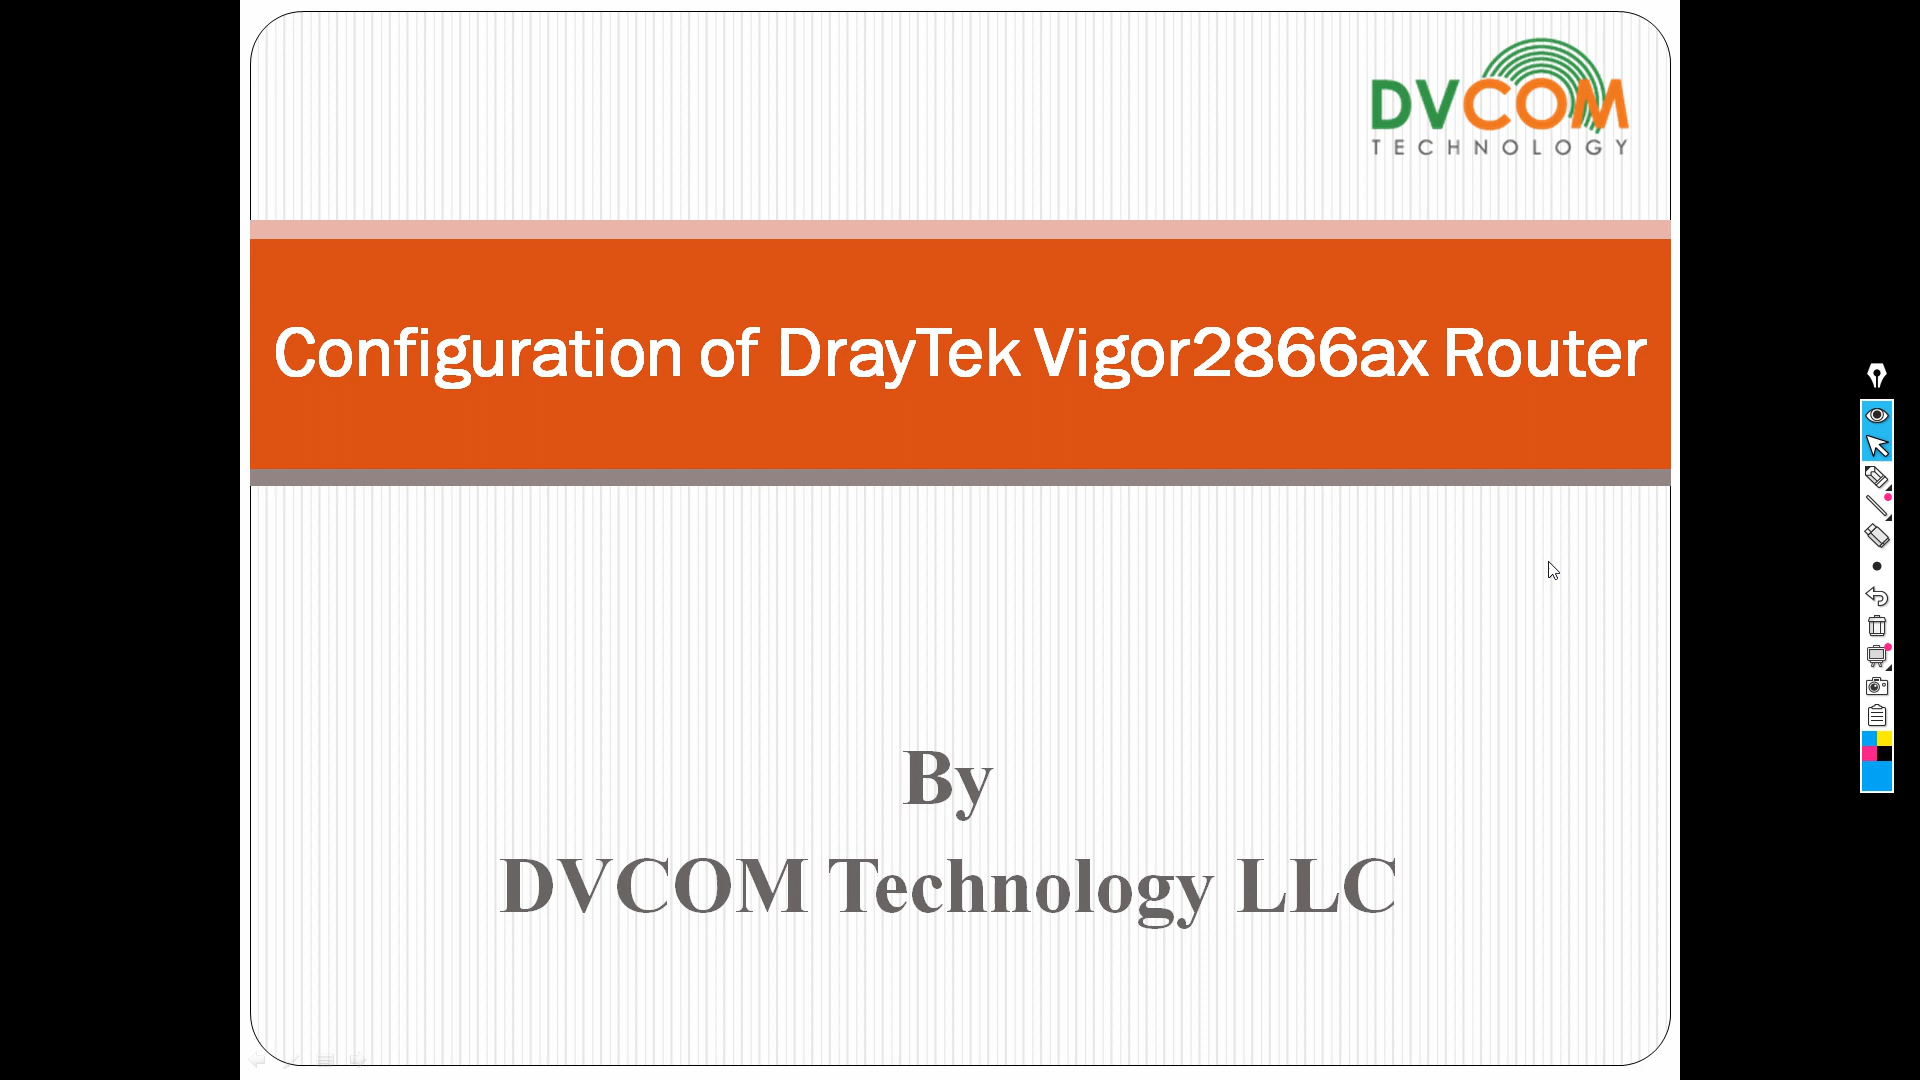 DVCOM
TECHNOLOGY
Configuration of DrayTek Vigor2866ax Router
By
DVCOM Technology LLC